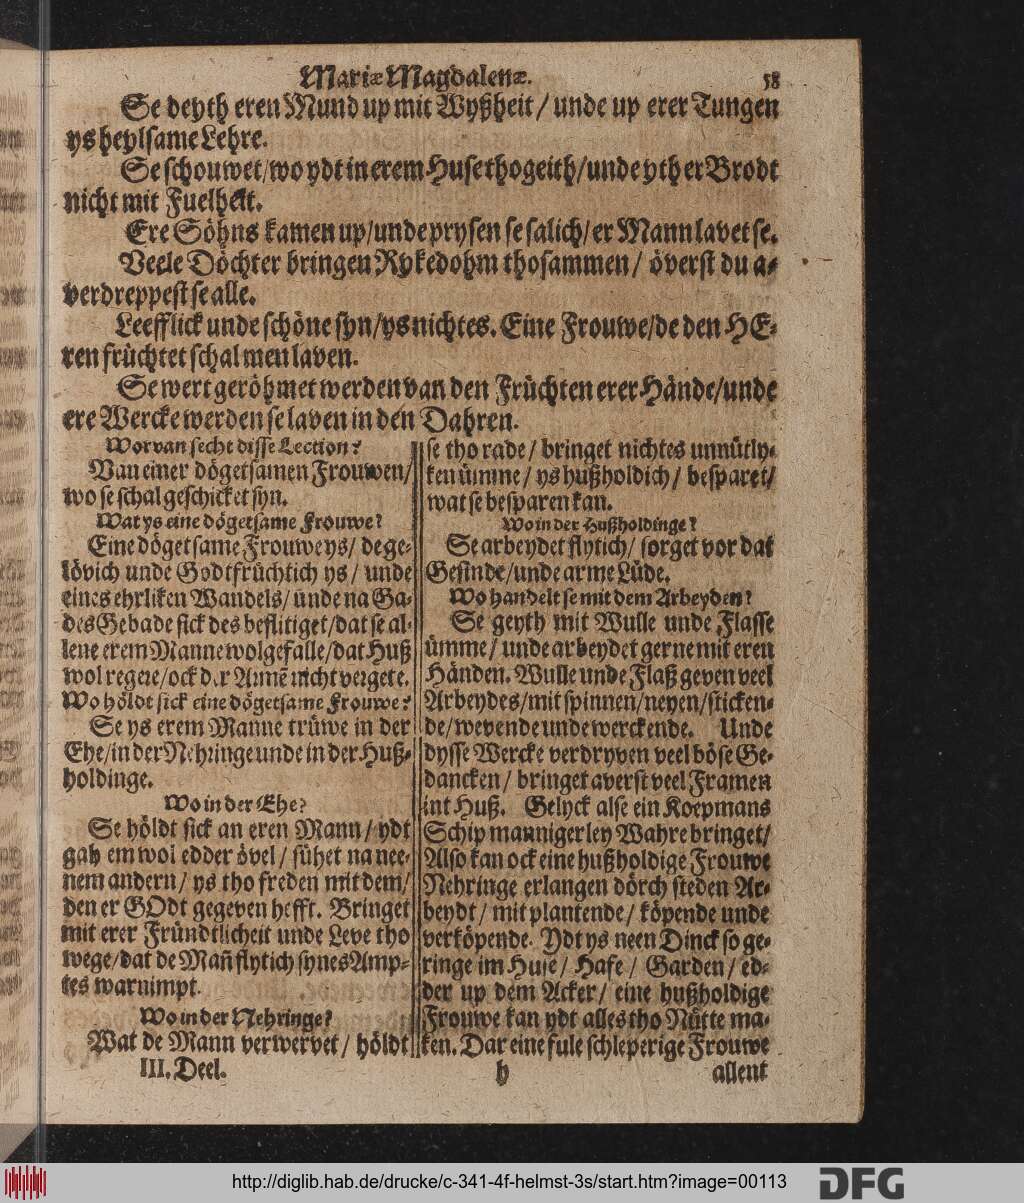 Mariæ Magdalenæ. 58
Se deyth eren Mund up mit Wyßheit / unde up erer Tungen
ys heylsame Lehre.
Se schouwet / wo ydt in erem Huse thogeith / unde yth er Brodt
nicht mit Fuelheit.
Ere Söhns kamen up / unde prysen se salich / er Mann lavet se.
Veele Döchter bringen Rykedohm thosammen / överst du a-
verdreppest se alle.
Leefflick unde schöne syn / ys nichtes. Eine Frouwe / de den HE-
ren früchtet schal men laven.
Se wert geröhmet werden van den Früchten erer Hände / unde
ere Wercke werden se laven in den Dahren.
Worvan secht disse Lection?
Van einer dögetsamen Frouwen /
wo se schal geschicket syn.
Wat ys eine dögetsame Frouwe?
Eine dögetsame Frouwe ys / de ge-
lövich unde Godtfrüchtich ys / unde
eines ehrliken Wandels / unde na Ga-
des Gebade sick des beflitiget / dat se al-
lene erem Manne wolgefalle / dat Huß
wol regere / ock der Armē nicht vergete.
Wo höldt sick eine dögetsame Frouwe?
Se ys erem Manne trüwe in der
Ehe / in der Nehringe unde in der Huß-
holdinge.
Wo in der Ehe?
Se höldt sick an eren Mann / ydt
gah em wol edder övel / sühet na nee-
nem andern / ys tho freden mit dem /
den er GOdt gegeven hefft. Bringet
mit erer Fründtlicheit unde Leve tho
wege / dat de Mañ flytich synes Amp-
tes warnimpt.
Wo in der Nehringe?
Wat de Mann verwervet / höldt
III. Deel.
se tho rade / bringet nichtes unnütly-
ken ümme / ys hußholdich / besparet /
wat se besparen kan.
Wo in der Hußholdinge?
Se arbeydet flytich / sorget vor dat
Gesinde / unde arme Lüde.
Wo handelt se mit dem Arbeyden?
Se geyth mit Wulle unde Flasse
ümme / unde arbeydet gerne mit eren
Händen. Wulle unde Flaß geven veel
Arbeydes / mit spinnen / neyen / sticken-
de / wevende unde werckende. Unde
dysse Wercke verdryven veel böse Ge-
dancken / bringet averst veel Framen
int Huß. Gelyck alse ein Koepmans
Schip mannigerley Wahre bringet /
Also kan ock eine hußholdige Frouwe
Nehringe erlangen dörch steden Ar-
beydt / mit plantende / köpende unde
verköpende. Ydt ys neen Dinck so ge-
ringe im Huse / Hafe / Garden / ed-
der up dem Acker / eine hußholdige
Frouwe kan ydt alles tho Nütte ma-
ken. Dar eine fule schleperige Frouwe
h allent
http://diglib.hab.de/drucke/c-341-4f-helmst-3s/start.htm?image=00113
DFG